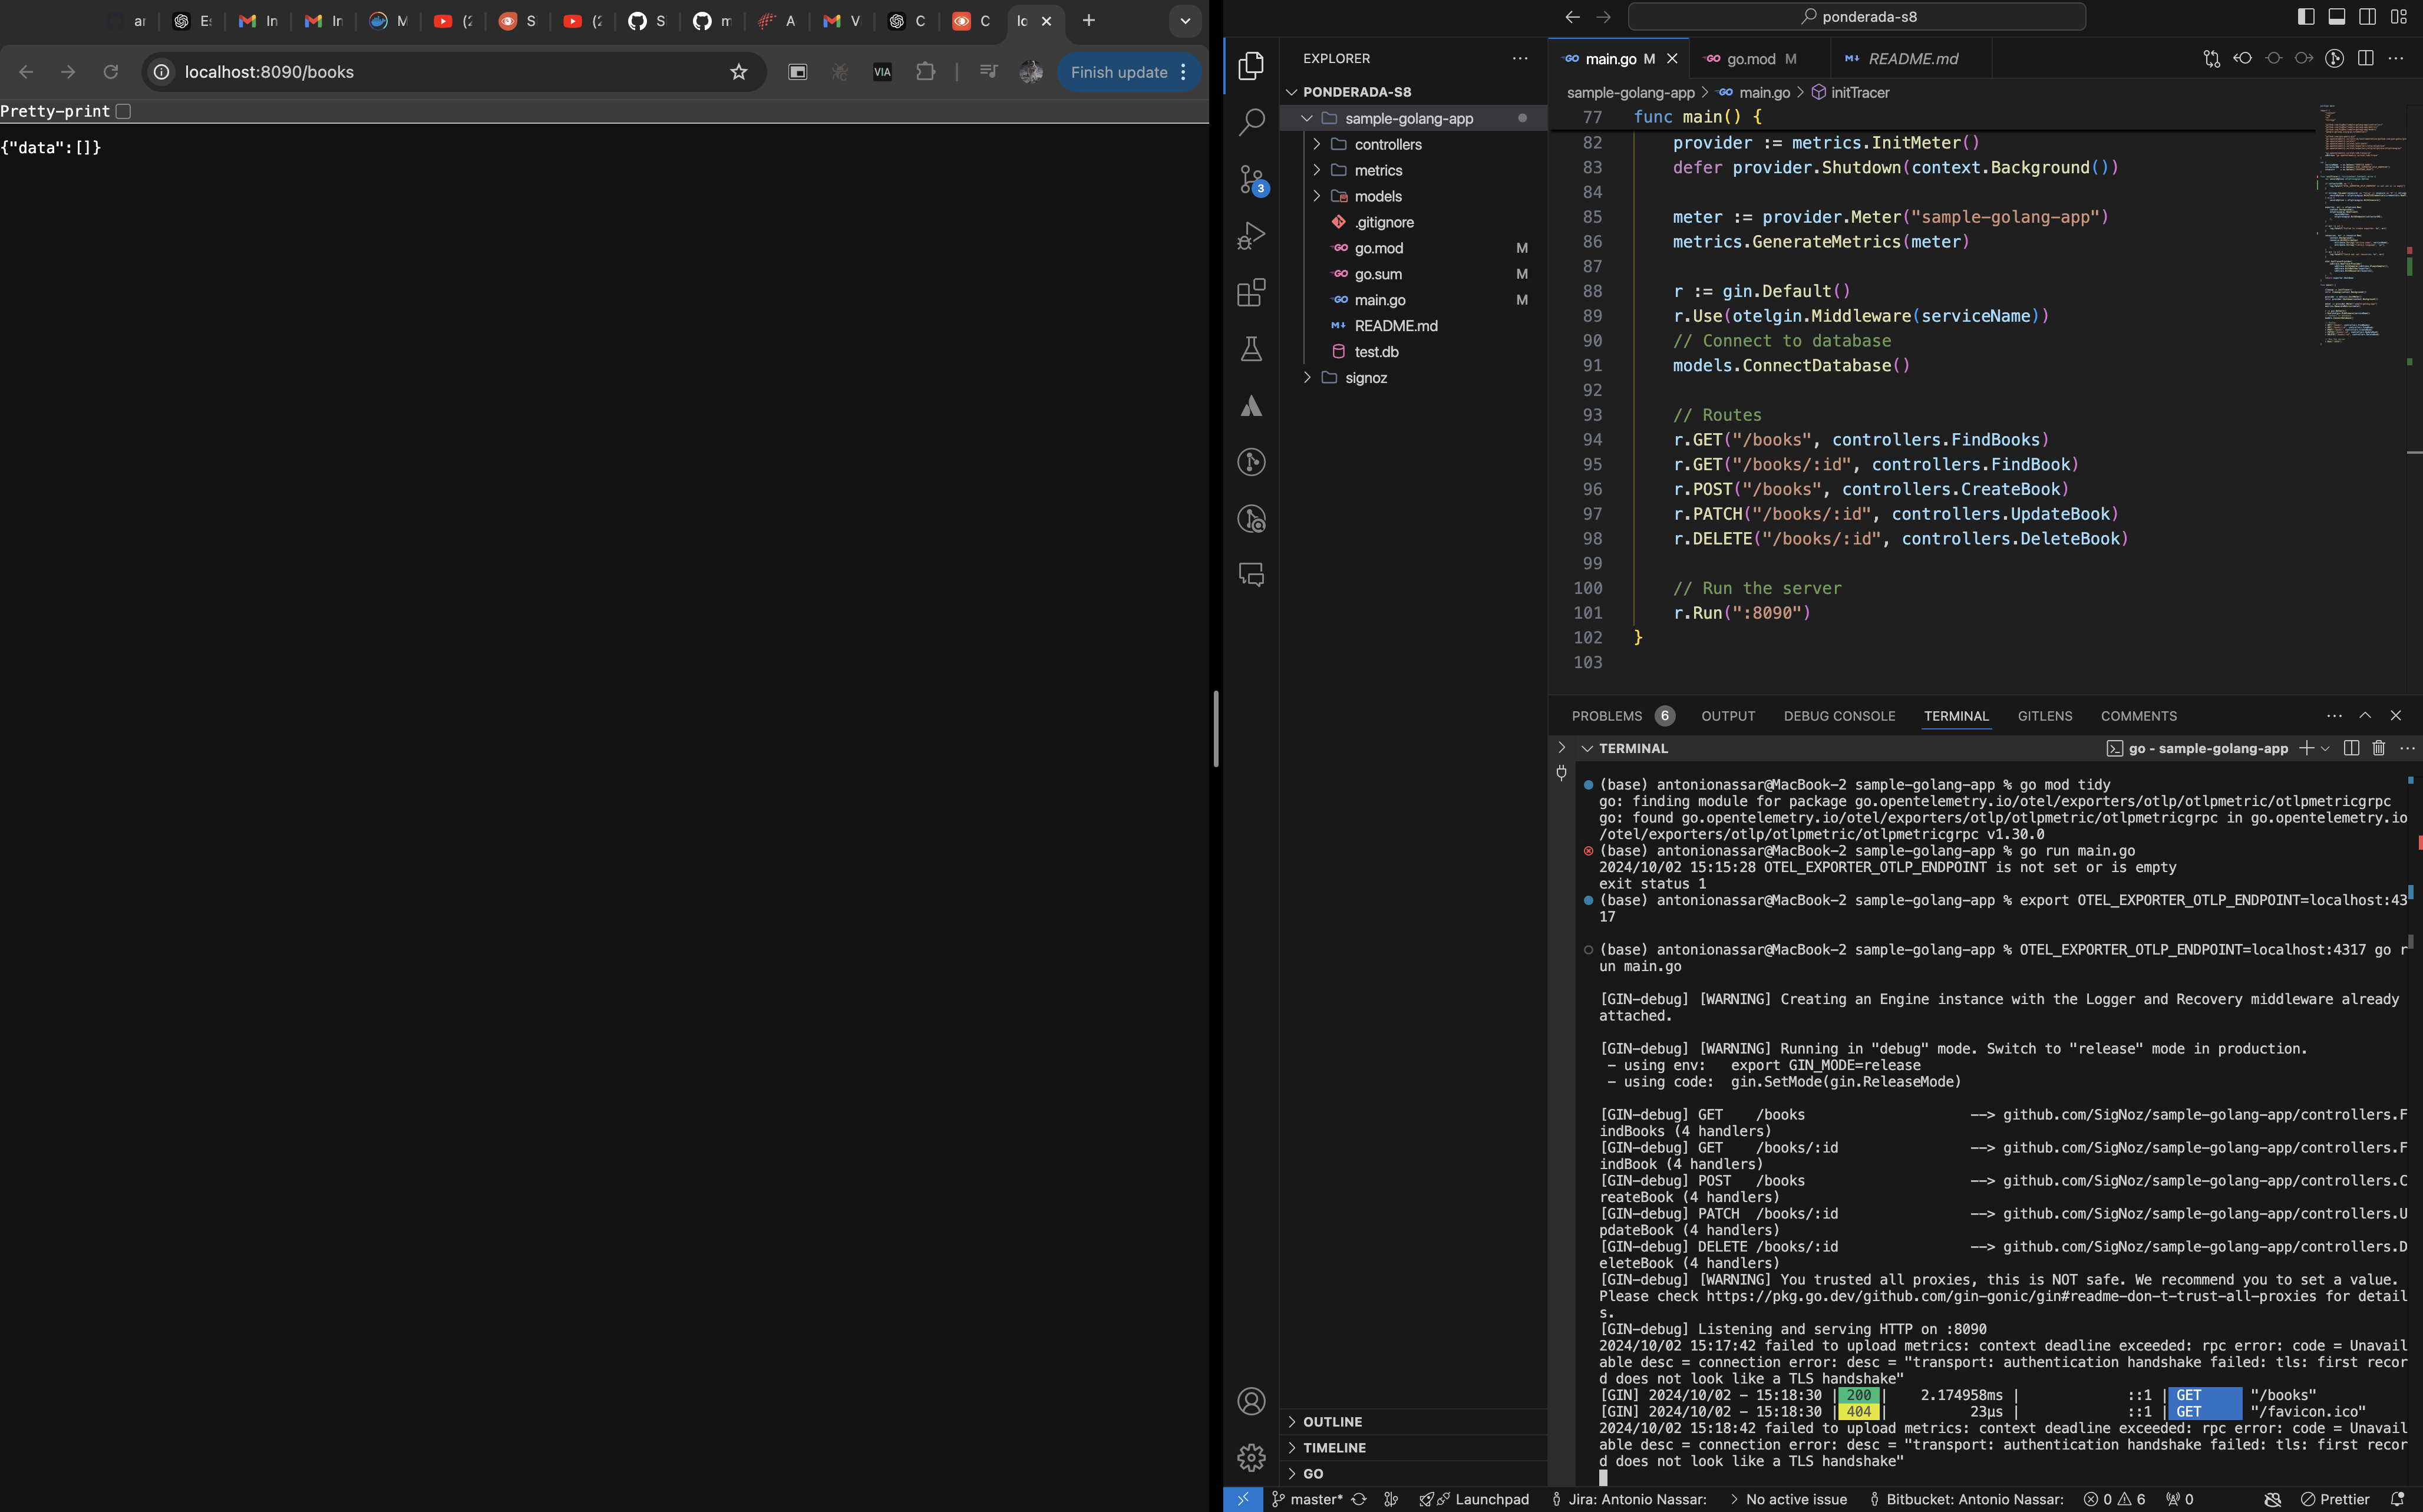 ar
E
In
In
M
(2
S
(2
S
m
A
V
C
C
lo
localhost:8090/books
VIA
Finish update
Pretty-print
{"data":[]}
ponderada-s8
EXPLORER
PONDERADA-S8
sample-golang-app
controllers
metrics
models
.gitignore
go.mod M
go.sum M
main.go M
README.md
test.db
signoz
3
OUTLINE
TIMELINE
GO
main.go M
go.mod M
README.md
sample-golang-app > main.go > initTracer
77 func main() {
82 provider := metrics.InitMeter()
83 defer provider.Shutdown(context.Background())
84
85 meter := provider.Meter("sample-golang-app")
86 metrics.GenerateMetrics(meter)
87
88 r := gin.Default()
89 r.Use(otelgin.Middleware(serviceName))
90 // Connect to database
91 models.ConnectDatabase()
92
93 // Routes
94 r.GET("/books", controllers.FindBooks)
95 r.GET("/books/:id", controllers.FindBook)
96 r.POST("/books", controllers.CreateBook)
97 r.PATCH("/books/:id", controllers.UpdateBook)
98 r.DELETE("/books/:id", controllers.DeleteBook)
99
100 // Run the server
101 r.Run(":8090")
102 }
103
PROBLEMS 6 OUTPUT DEBUG CONSOLE TERMINAL GITLENS COMMENTS
TERMINAL
go - sample-golang-app
(base) antonionassar@MacBook-2 sample-golang-app % go mod tidy
go: finding module for package go.opentelemetry.io/otel/exporters/otlp/otlpmetric/otlpmetricgrpc
go: found go.opentelemetry.io/otel/exporters/otlp/otlpmetric/otlpmetricgrpc in go.opentelemetry.io
/otel/exporters/otlp/otlpmetric/otlpmetricgrpc v1.30.0
(base) antonionassar@MacBook-2 sample-golang-app % go run main.go
2024/10/02 15:15:28 OTEL_EXPORTER_OTLP_ENDPOINT is not set or is empty
exit status 1
(base) antonionassar@MacBook-2 sample-golang-app % export OTEL_EXPORTER_OTLP_ENDPOINT=localhost:43
17
(base) antonionassar@MacBook-2 sample-golang-app % OTEL_EXPORTER_OTLP_ENDPOINT=localhost:4317 go r
un main.go
[GIN-debug] [WARNING] Creating an Engine instance with the Logger and Recovery middleware already
attached.
[GIN-debug] [WARNING] Running in "debug" mode. Switch to "release" mode in production.
- using env: export GIN_MODE=release
- using code: gin.SetMode(gin.ReleaseMode)
[GIN-debug] GET /books --> github.com/SigNoz/sample-golang-app/controllers.F
indBooks (4 handlers)
[GIN-debug] GET /books/:id --> github.com/SigNoz/sample-golang-app/controllers.F
indBook (4 handlers)
[GIN-debug] POST /books --> github.com/SigNoz/sample-golang-app/controllers.C
reateBook (4 handlers)
[GIN-debug] PATCH /books/:id --> github.com/SigNoz/sample-golang-app/controllers.U
pdateBook (4 handlers)
[GIN-debug] DELETE /books/:id --> github.com/SigNoz/sample-golang-app/controllers.D
eleteBook (4 handlers)
[GIN-debug] [WARNING] You trusted all proxies, this is NOT safe. We recommend you to set a value.
Please check https://pkg.go.dev/github.com/gin-gonic/gin#readme-don-t-trust-all-proxies for detail
s.
[GIN-debug] Listening and serving HTTP on :8090
2024/10/02 15:17:42 failed to upload metrics: context deadline exceeded: rpc error: code = Unavail
able desc = connection error: desc = "transport: authentication handshake failed: tls: first recor
d does not look like a TLS handshake"
[GIN] 2024/10/02 - 15:18:30 | 200 | 2.174958ms | ::1 | GET "/books"
[GIN] 2024/10/02 - 15:18:30 | 404 | 23µs | ::1 | GET "/favicon.ico"
2024/10/02 15:18:42 failed to upload metrics: context deadline exceeded: rpc error: code = Unavail
able desc = connection error: desc = "transport: authentication handshake failed: tls: first recor
d does not look like a TLS handshake"
master* Launchpad Jira: Antonio Nassar: No active issue Bitbucket: Antonio Nassar: 0 6 0 Prettier